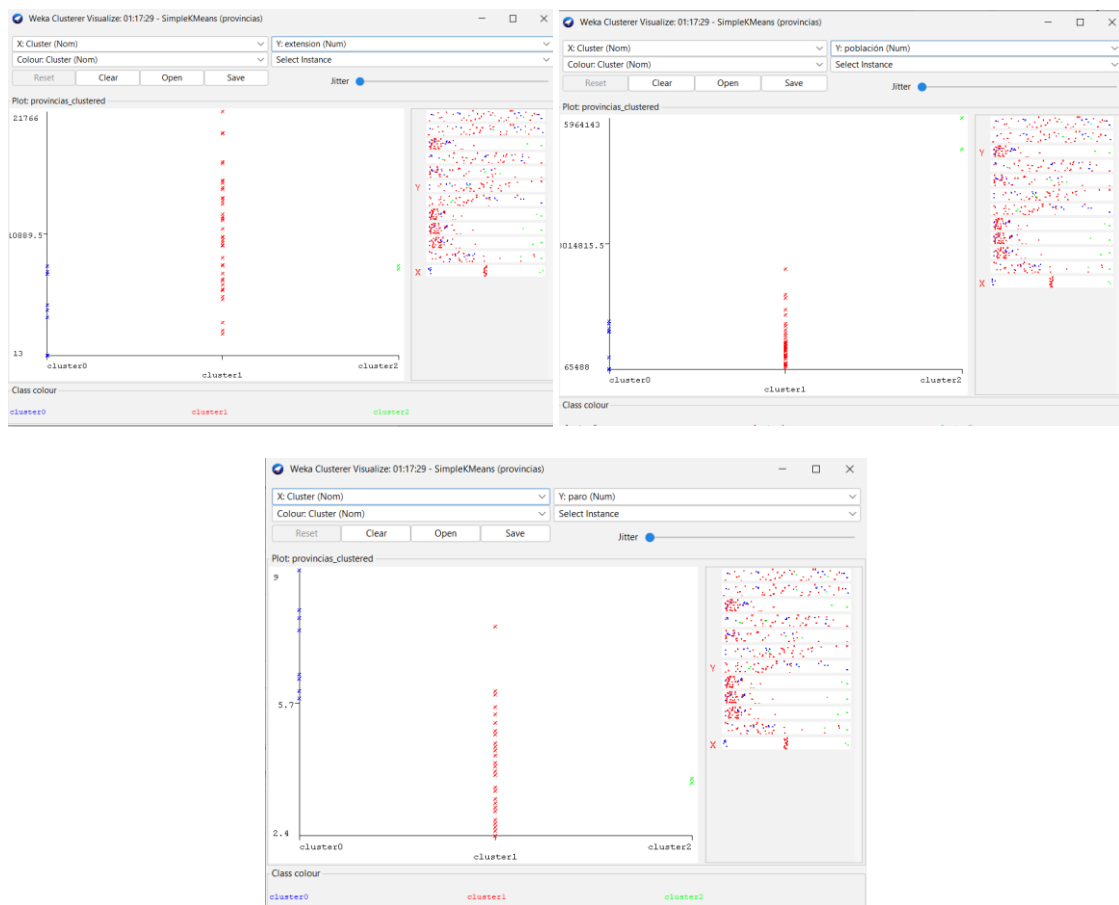 Weka Clusterer Visualize: 01:17:29 - SimpleKMeans (provincias)
X: Cluster (Nom)
Y: extension (Num)
Colour: Cluster (Nom)
Select Instance
Reset
Clear
Open
Save
Jitter
Plot: provincias_clustered
21766
Y
10889.5
X
13
cluster0
cluster1
cluster2
Class colour
cluster0
cluster1
cluster2
Weka Clusterer Visualize: 01:17:29 - SimpleKMeans (provincias)
X: Cluster (Nom)
Y: población (Num)
Colour: Cluster (Nom)
Select Instance
Reset
Clear
Open
Save
Jitter
Plot: provincias_clustered
5964143
Y
014815.5
X
65488
cluster0
cluster1
cluster2
Class colour
Weka Clusterer Visualize: 01:17:29 - SimpleKMeans (provincias)
X: Cluster (Nom)
Y: paro (Num)
Colour: Cluster (Nom)
Select Instance
Reset
Clear
Open
Save
Jitter
Plot: provincias_clustered
9
Y
5.7
X
2.4
cluster0
cluster1
cluster2
Class colour
cluster0
cluster1
cluster2